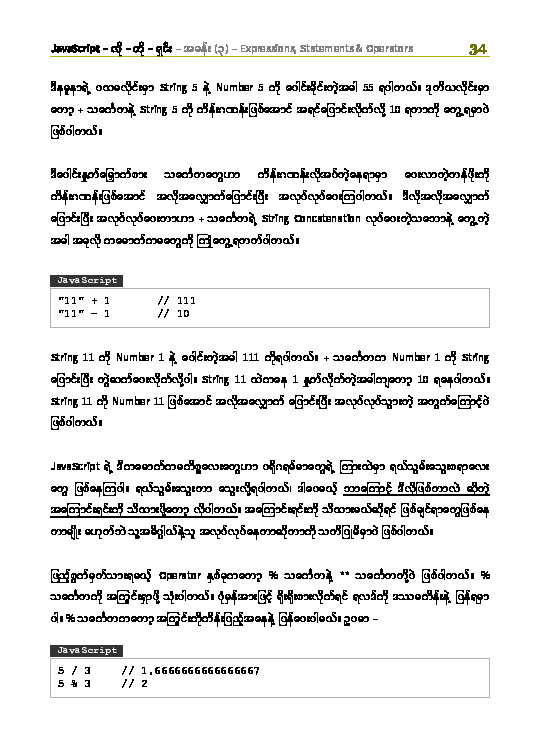 JavaScript – လို – တို – ရှင်း – အခန်း (၃) – Expressions, Statements & Operators 34
ဒီနမူနာရဲ့ ပထမလိုင်းမှာ String 5 နဲ့ Number 5 ကို ပေါင်းခိုင်းတဲ့အခါ 55 ရပါတယ်။ ဒုတိယလိုင်းမှာ
တော့ + သင်္ကေတနဲ့ String 5 ကို ကိန်းဂဏန်းဖြစ်အောင် အရင်ပြောင်းလိုက်လို့ 10 ရတာကို တွေ့ရမှာပဲ
ဖြစ်ပါတယ်။
ဒီပေါင်းနှုတ်မြှောက်စား သင်္ကေတတွေဟာ ကိန်းဂဏန်းလိုအပ်တဲ့နေရာမှာ ပေးလာတဲ့တန်ဖိုးကို
ကိန်းဂဏန်းဖြစ်အောင် အလိုအလျှောက်ပြောင်းပြီး အလုပ်လုပ်ပေးကြပါတယ်။ ဒီလိုအလိုအလျှောက်
ပြောင်းပြီး အလုပ်လုပ်ပေးတာဟာ + သင်္ကေတရဲ့ String Concatenation လုပ်ပေးတဲ့သဘောနဲ့ တွေ့တဲ့
အခါ အခုလို ကမောက်ကမတွေကို ကြုံတွေ့ရတတ်ပါတယ်။
JavaScript
"11" + 1 // 111
"11" – 1 // 10
String 11 ကို Number 1 နဲ့ ပေါင်းတဲ့အခါ 111 ကိုရပါတယ်။ + သင်္ကေတက Number 1 ကို String
ပြောင်းပြီး တွဲဆက်ပေးလိုက်လို့ပါ။ String 11 ထဲကနေ 1 နှုတ်လိုက်တဲ့အခါကျတော့ 10 ရနေပါတယ်။
String 11 ကို Number 11 ဖြစ်အောင် အလိုအလျှောက် ပြောင်းပြီး အလုပ်လုပ်သွားတဲ့ အတွက်ကြောင့်ပဲ
ဖြစ်ပါတယ်။
JavaScript ရဲ့ ဒီကမောက်ကမကိစ္စလေးတွေဟာ ပရိုဂရမ်မာတွေရဲ့ ကြားထဲမှာ ရယ်သွမ်းသွေးစရာလေး
တွေ ဖြစ်နေကြပါ။ ရယ်သွမ်းသွေးတာ သွေးလို့ရပါတယ်၊ ဒါပေမယ့် ဘာကြောင့် ဒီလိုဖြစ်တာလဲ ဆိုတဲ့
အကြောင်းရင်းကို သိထားဖို့တော့ လိုပါတယ်။ အကြောင်းရင်းကို သိထားမယ်ဆိုရင် ဖြစ်ချင်ရာတွေဖြစ်နေ
တာမျိုး မဟုတ်ဘဲ သူ့အဓိပ္ပါယ်နဲ့သူ အလုပ်လုပ်နေတာဆိုတာကို သတိပြုမိမှာပဲ ဖြစ်ပါတယ်။
ဖြည့်စွက်မှတ်သားရမယ့် Operator နှစ်ခုကတော့ % သင်္ကေတနဲ့ ** သင်္ကေတတို့ပဲ ဖြစ်ပါတယ်။ %
သင်္ကေတကို အကြွင်းရှာဖို့ သုံးပါတယ်။ ပုံမှန်အားဖြင့် ရိုးရိုးစားလိုက်ရင် ရလဒ်ကို ဒဿမကိန်းနဲ့ ပြန်ရမှာ
ပါ။ % သင်္ကေတကတော့ အကြွင်းကိုကိန်းပြည့်အနေနဲ့ ပြန်ပေးပါမယ်။ ဥပမာ –
JavaScript
5 / 3 // 1.6666666666666667
5 % 3 // 2